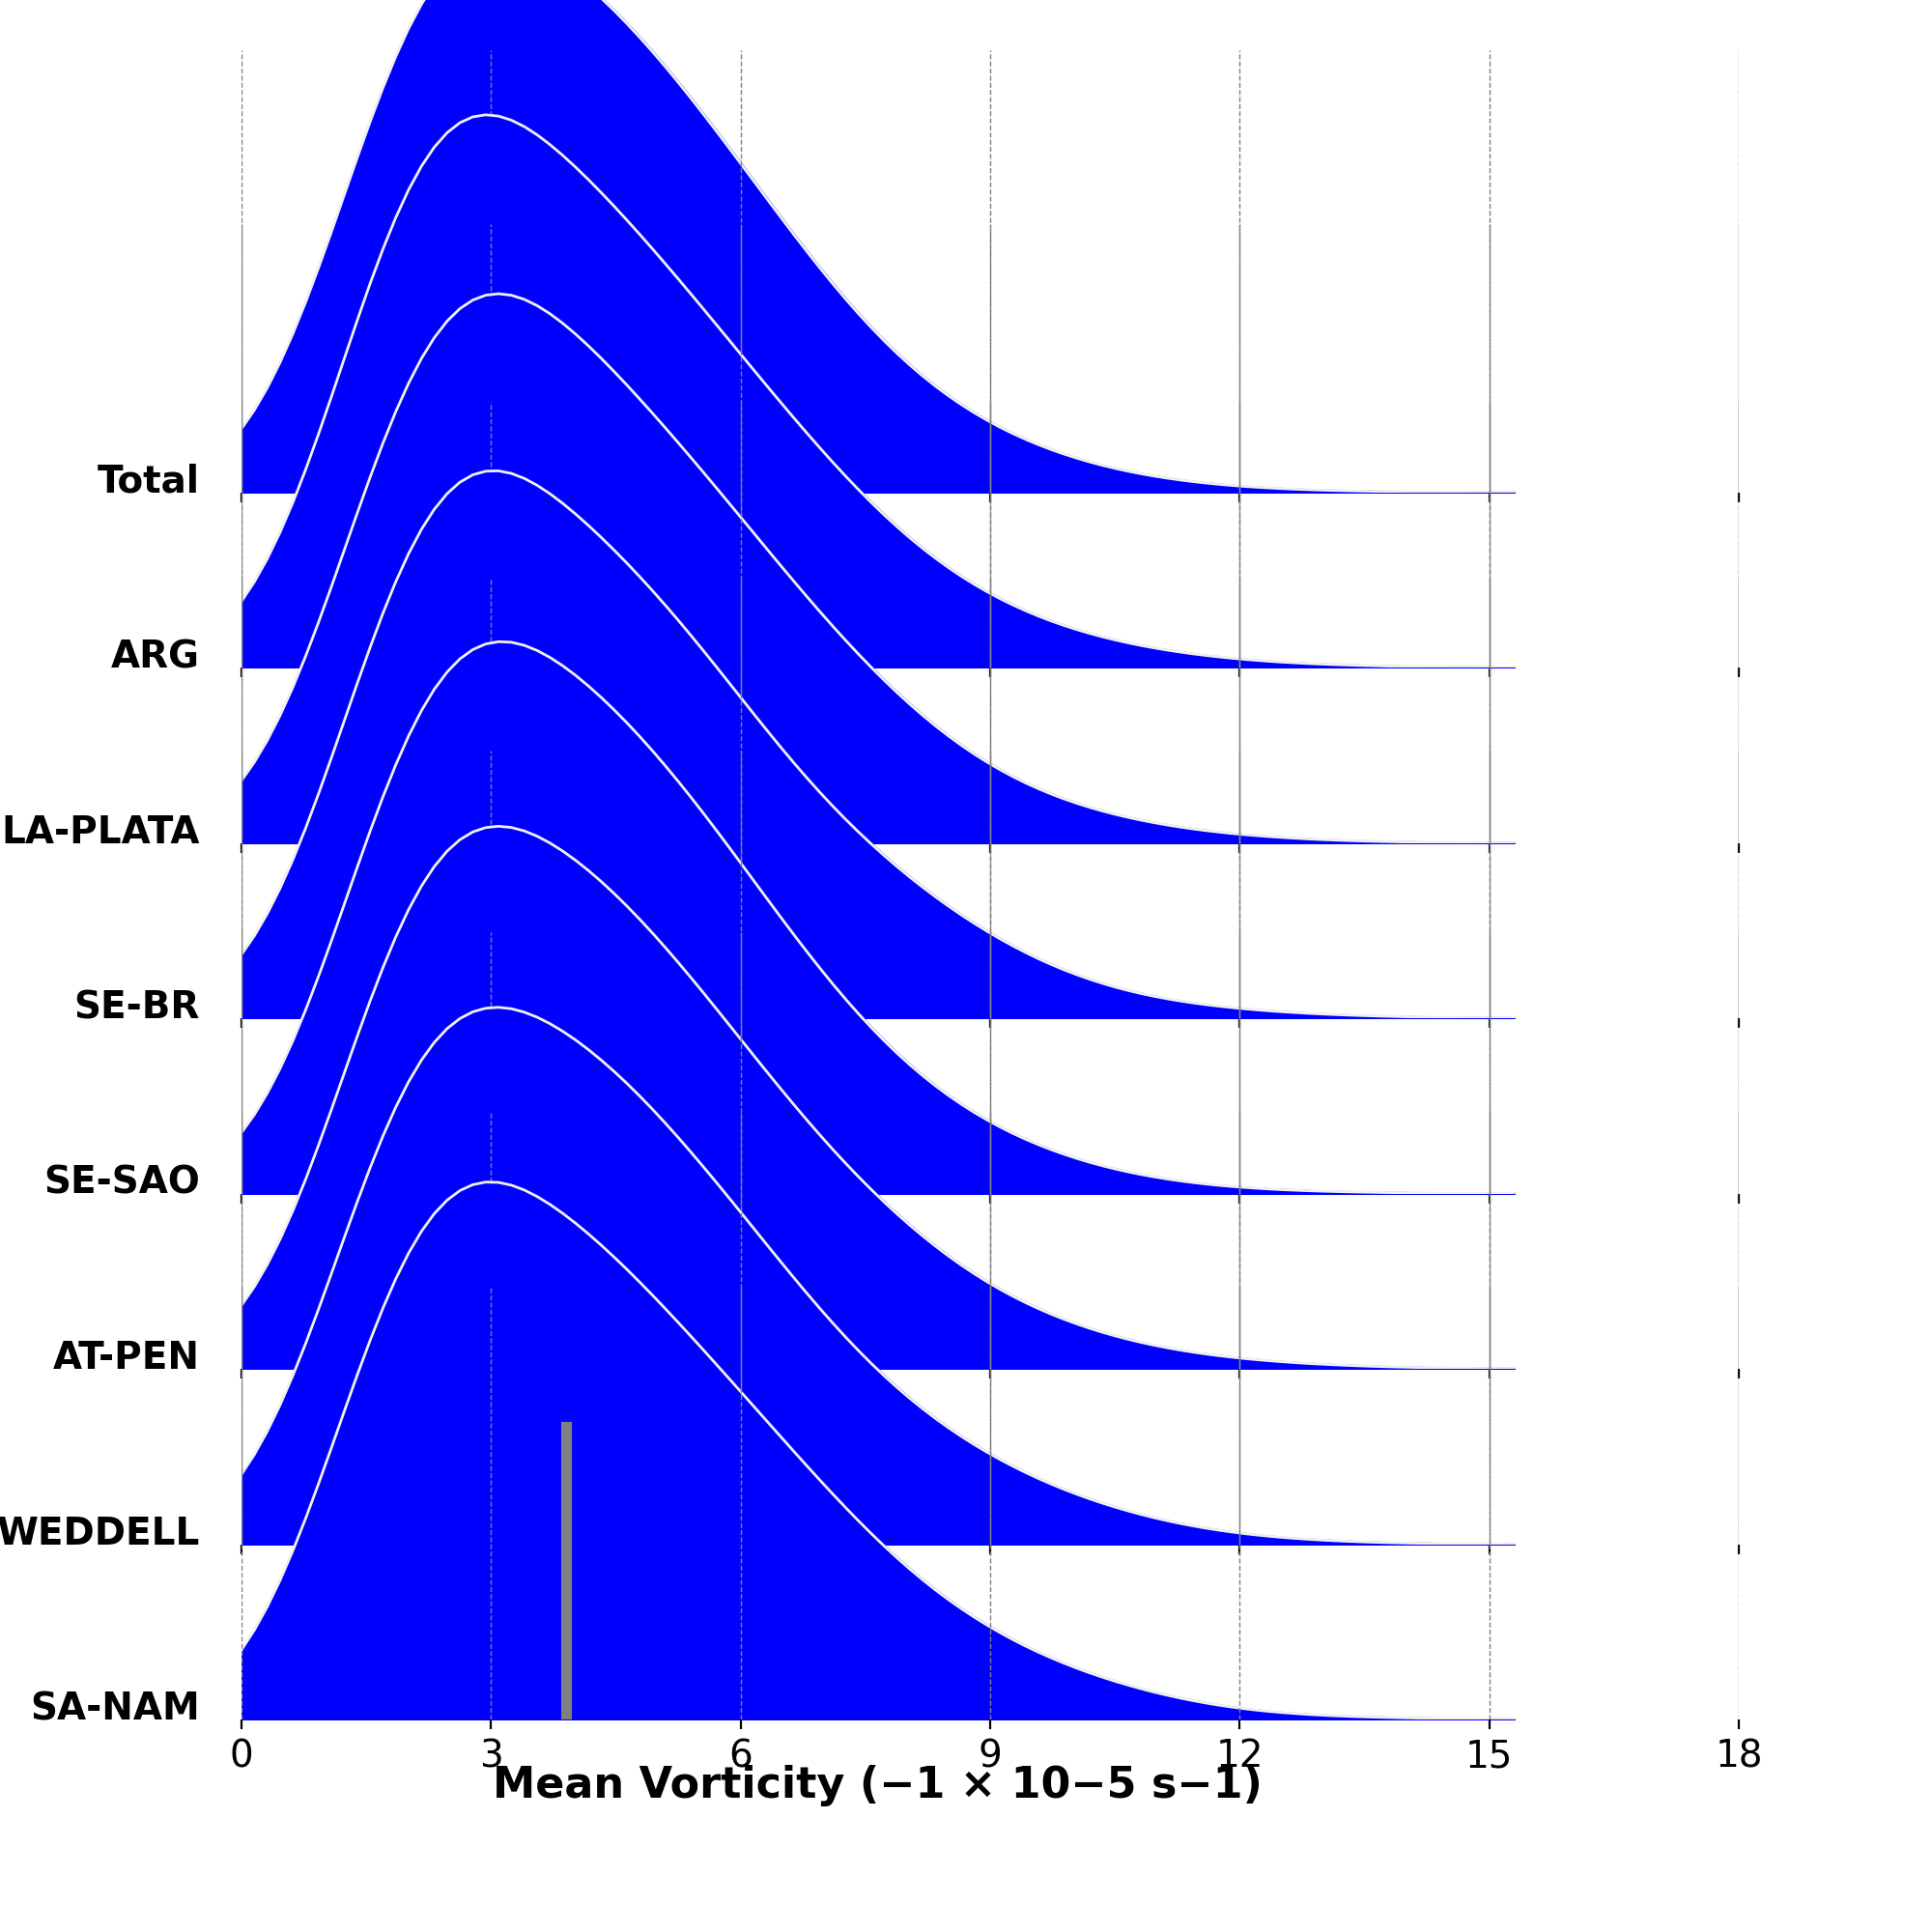 Total
ARG
LA-PLATA
SE-BR
SE-SAO
AT-PEN
WEDDELL
SA-NAM
0 3 6 9 12 15 18
Mean Vorticity (−1 × 10−5 s−1)